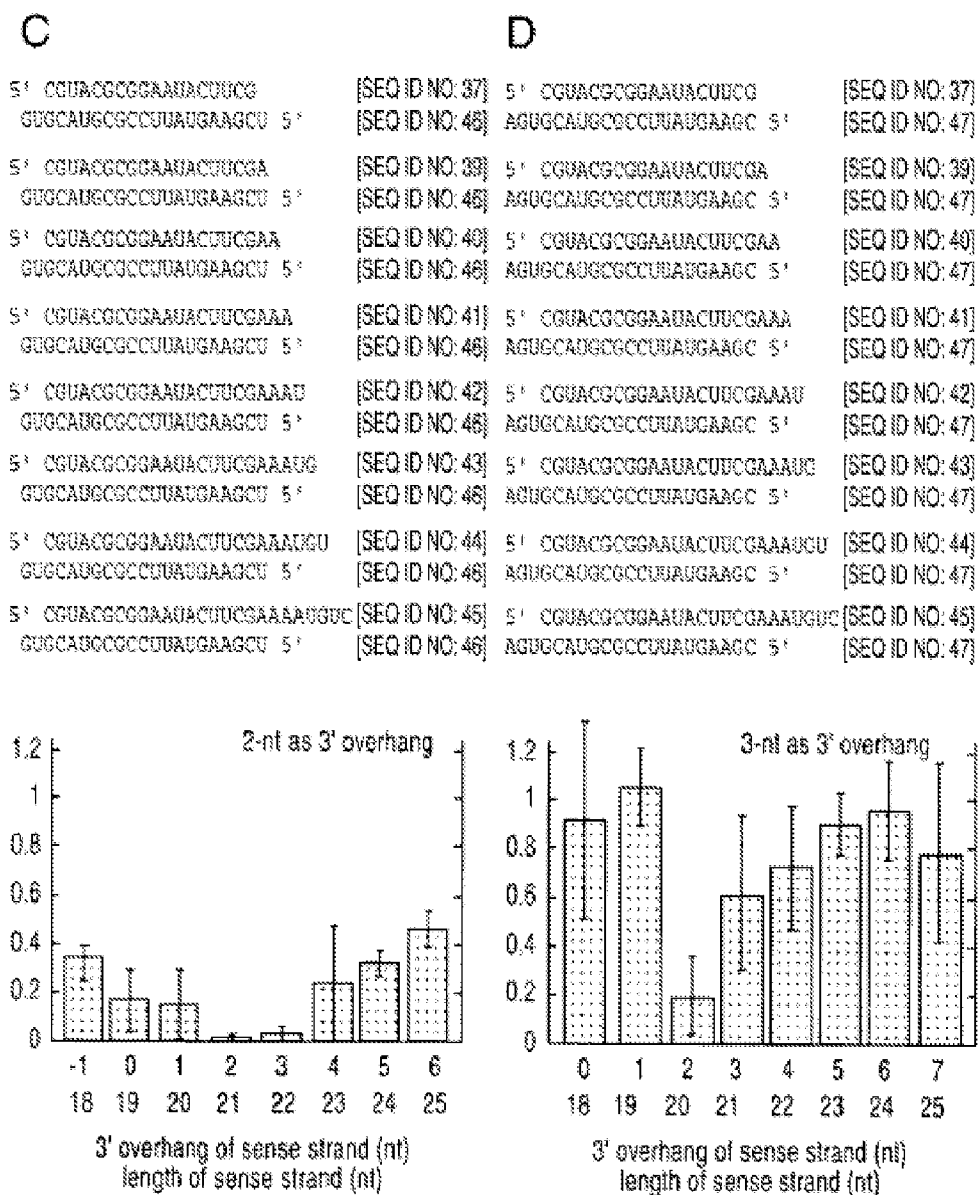 C
5' CGUACGCGGAAUACUUCG [SEQ ID NO: 37]
GUGCAUGCGCCUUAUGAAGCU 5' [SEQ ID NO: 46]
5' CGUACGCGGAAUACUUCGA [SEQ ID NO: 39]
GUGCAUGCGCCUUAUGAAGCU 5' [SEQ ID NO: 46]
5' CGUACGCGGAAUACUUCGAA [SEQ ID NO: 40]
GUGCAUGCGCCUUAUGAAGCU 5' [SEQ ID NO: 46]
5' CGUACGCGGAAUACUUCGAAA [SEQ ID NO: 41]
GUGCAUGCGCCUUAUGAAGCU 5' [SEQ ID NO: 46]
5' CGUACGCGGAAUACUUCGAAAU [SEQ ID NO: 42]
GUGCAUGCGCCUUAUGAAGCU 5' [SEQ ID NO: 46]
5' CGUACGCGGAAUACUUCGAAAUG [SEQ ID NO: 43]
GUGCAUGCGCCUUAUGAAGCU 5' [SEQ ID NO: 46]
5' CGUACGCGGAAUACUUCGAAAUGU [SEQ ID NO: 44]
GUGCAUGCGCCUUAUGAAGCU 5' [SEQ ID NO: 46]
5' CGUACGCGGAAUACUUCGAAAAUGUC [SEQ ID NO: 45]
GUGCAUGCGCCUUAUGAAGCU 5' [SEQ ID NO: 46]
2-nt as 3' overhang
1.2
1
0.8
0.6
0.4
0.2
0
-1 0 1 2 3 4 5 6
18 19 20 21 22 23 24 25
3' overhang of sense strand (nt)
length of sense strand (nt)
D
5' CGUACGCGGAAUACUUCG [SEQ ID NO: 37]
AGUGCAUGCGCCUUAUGAAGC 5' [SEQ ID NO: 47]
5' CGUACGCGGAAUACUUCGA [SEQ ID NO: 39]
AGUGCAUGCGCCUUAUGAAGC 5' [SEQ ID NO: 47]
5' CGUACGCGGAAUACUUCGAA [SEQ ID NO: 40]
AGUGCAUGCGCCUUAUGAAGC 5' [SEQ ID NO: 47]
5' CGUACGCGGAAUACUUCGAAA [SEQ ID NO: 41]
AGUGCAUGCGCCUUAUGAAGC 5' [SEQ ID NO: 47]
5' CGUACGCGGAAUACUUCGAAAU [SEQ ID NO: 42]
AGUGCAUGCGCCUUAUGAAGC 5' [SEQ ID NO: 47]
5' CGUACGCGGAAUACUUCGAAAUG [SEQ ID NO: 43]
AGUGCAUGCGCCUUAUGAAGC 5' [SEQ ID NO: 47]
5' CGUACGCGGAAUACUUCGAAAUGU [SEQ ID NO: 44]
AGUGCAUGCGCCUUAUGAAGC 5' [SEQ ID NO: 47]
5' CGUACGCGGAAUACUUCGAAAUGUC [SEQ ID NO: 45]
AGUGCAUGCGCCUUAUGAAGC 5' [SEQ ID NO: 47]
3-nt as 3' overhang
1.2
1
0.8
0.6
0.4
0.2
0
0 1 2 3 4 5 6 7
18 19 20 21 22 23 24 25
3' overhang of sense strand (nt)
length of sense strand (nt)